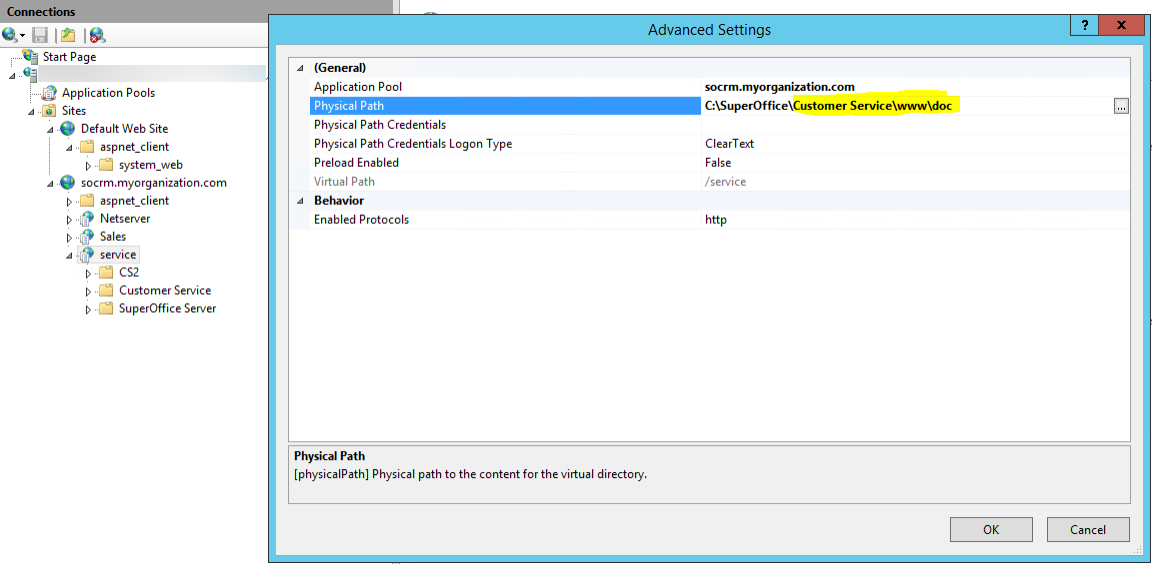 Connections
Start Page
Application Pools
Sites
Default Web Site
aspnet_client
system_web
socrm.myorganization.com
aspnet_client
Netserver
Sales
service
CS2
Customer Service
SuperOffice Server
Advanced Settings
?
x
(General)
Application Pool socrm.myorganization.com
Physical Path C:\SuperOffice\Customer Service\www\doc ...
Physical Path Credentials
Physical Path Credentials Logon Type ClearText
Preload Enabled False
Virtual Path /service
Behavior
Enabled Protocols http
Physical Path
[physicalPath] Physical path to the content for the virtual directory.
OK
Cancel